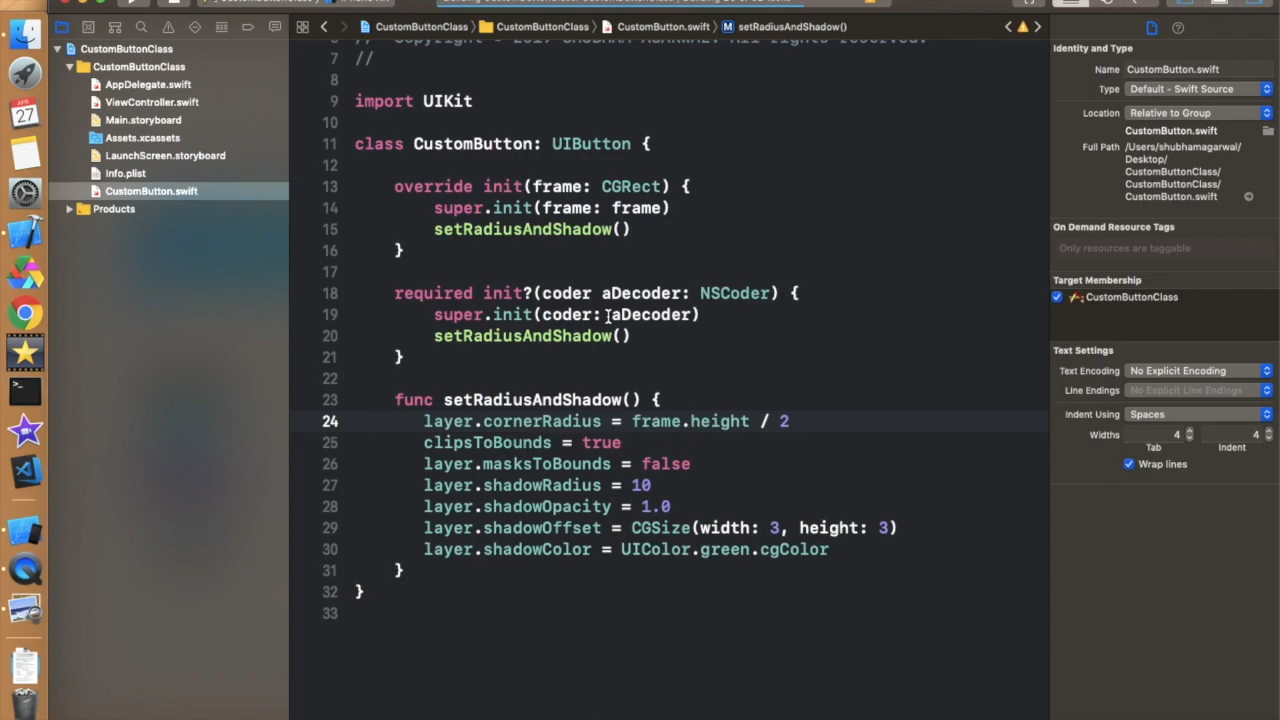 CustomButtonClass
CustomButtonClass
CustomButton.swift
M setRadiusAndShadow()
CustomButtonClass
CustomButtonClass
AppDelegate.swift
ViewController.swift
Main.storyboard
Assets.xcassets
LaunchScreen.storyboard
Info.plist
CustomButton.swift
Products
APR
27
7 //
8
9 import UIKit
10
11 class CustomButton: UIButton {
12
13 override init(frame: CGRect) {
14 super.init(frame: frame)
15 setRadiusAndShadow()
16 }
17
18 required init?(coder aDecoder: NSCoder) {
19 super.init(coder: aDecoder)
20 setRadiusAndShadow()
21 }
22
23 func setRadiusAndShadow() {
24 layer.cornerRadius = frame.height / 2
25 clipsToBounds = true
26 layer.masksToBounds = false
27 layer.shadowRadius = 10
28 layer.shadowOpacity = 1.0
29 layer.shadowOffset = CGSize(width: 3, height: 3)
30 layer.shadowColor = UIColor.green.cgColor
31 }
32 }
33
Identity and Type
Name CustomButton.swift
Type Default - Swift Source
Location Relative to Group
CustomButton.swift
Full Path /Users/shubhamagarwal/
Desktop/
CustomButtonClass/
CustomButtonClass/
CustomButton.swift
On Demand Resource Tags
Only resources are taggable
Target Membership
CustomButtonClass
Text Settings
Text Encoding No Explicit Encoding
Line Endings No Explicit Line Endings
Indent Using Spaces
Widths 4 4
Tab Indent
Wrap lines